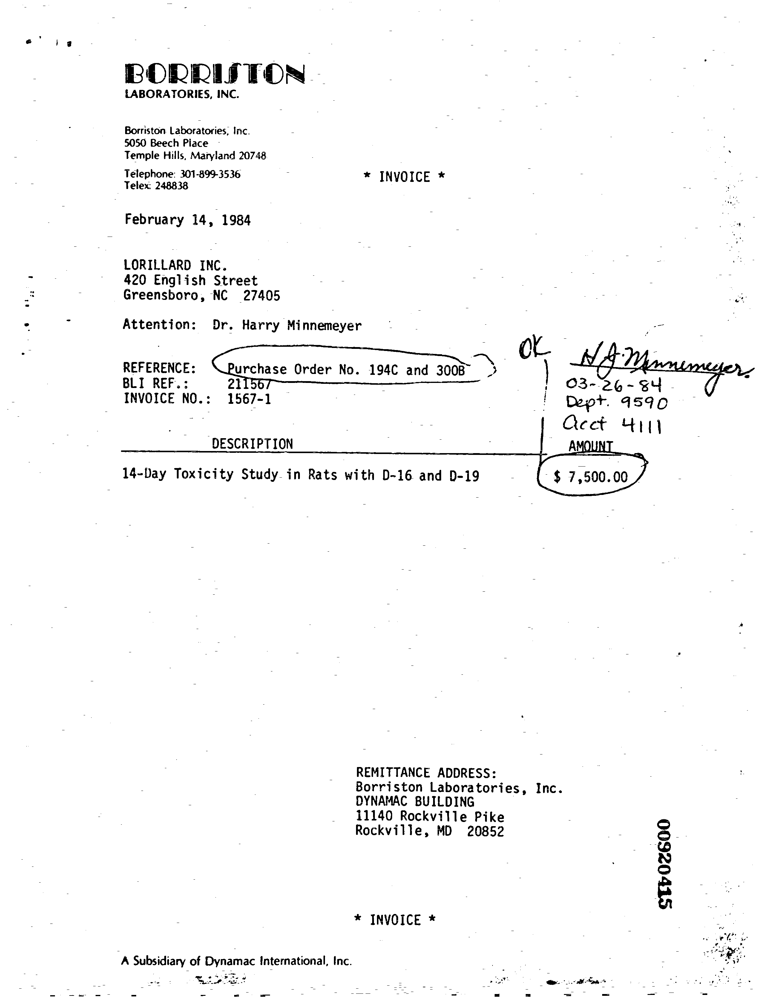 BORRISTON
LABORATORIES, INC.
Borriston Laboratories, Inc.
5050 Beech Place
Temple Hills, Maryland 20748
Telephone: 301-899-3536
Telex: 248838
* INVOICE *
February 14, 1984
LORILLARD INC.
420 English Street
Greensboro, NC 27405
Attention: Dr. Harry Minnemeyer
OK H J Minnemeyer
REFERENCE: Purchase Order No. 194C and 300B
BLI REF.: 211567
INVOICE NO.: 1567-1
03-26-84
Dept. 9590
acct 4111
DESCRIPTION AMOUNT
14-Day Toxicity Study in Rats with D-16 and D-19 $ 7,500.00
REMITTANCE ADDRESS:
Borriston Laboratories, Inc.
DYNAMAC BUILDING
11140 Rockville Pike
Rockville, MD 20852
00920415
* INVOICE *
A Subsidiary of Dynamac International, Inc.